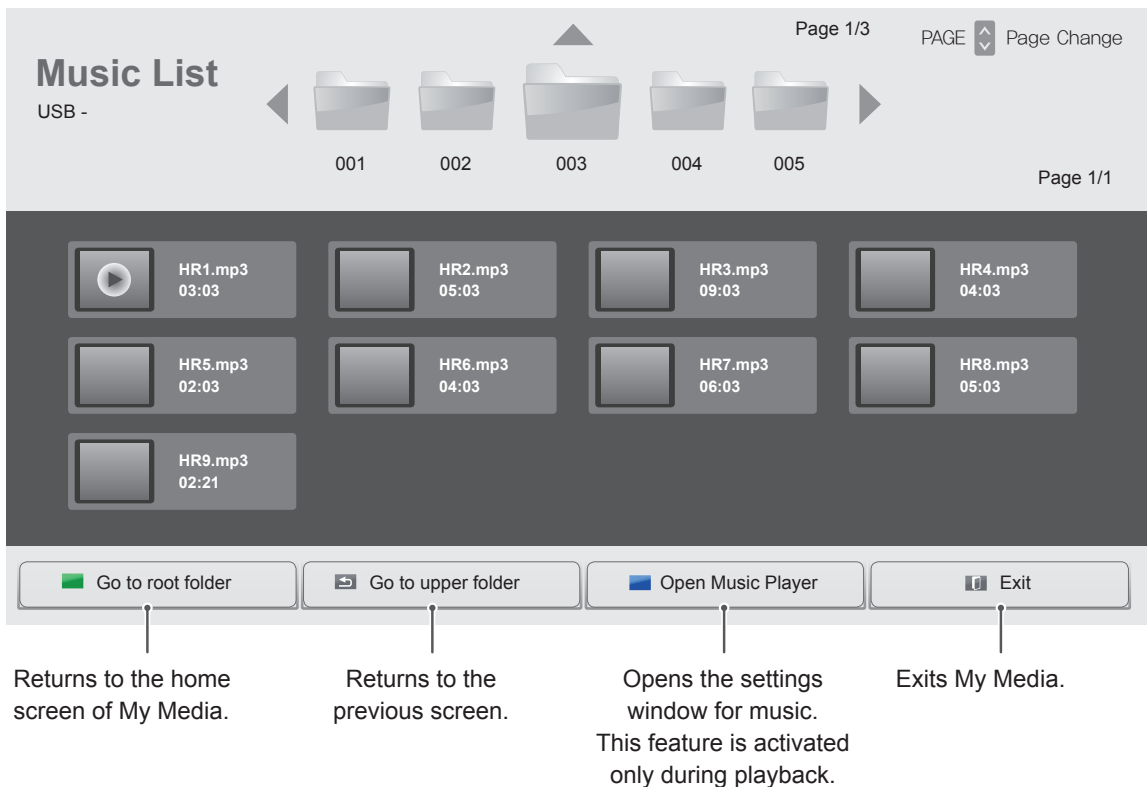 Page 1/3
PAGE Page Change
Music List
USB -
001 002 003 004 005
Page 1/1
HR1.mp3
03:03
HR2.mp3
05:03
HR3.mp3
09:03
HR4.mp3
04:03
HR5.mp3
02:03
HR6.mp3
04:03
HR7.mp3
06:03
HR8.mp3
05:03
HR9.mp3
02:21
Go to root folder
Go to upper folder
Open Music Player
Exit
Returns to the home
screen of My Media.
Returns to the
previous screen.
Opens the settings
window for music.
This feature is activated
only during playback.
Exits My Media.